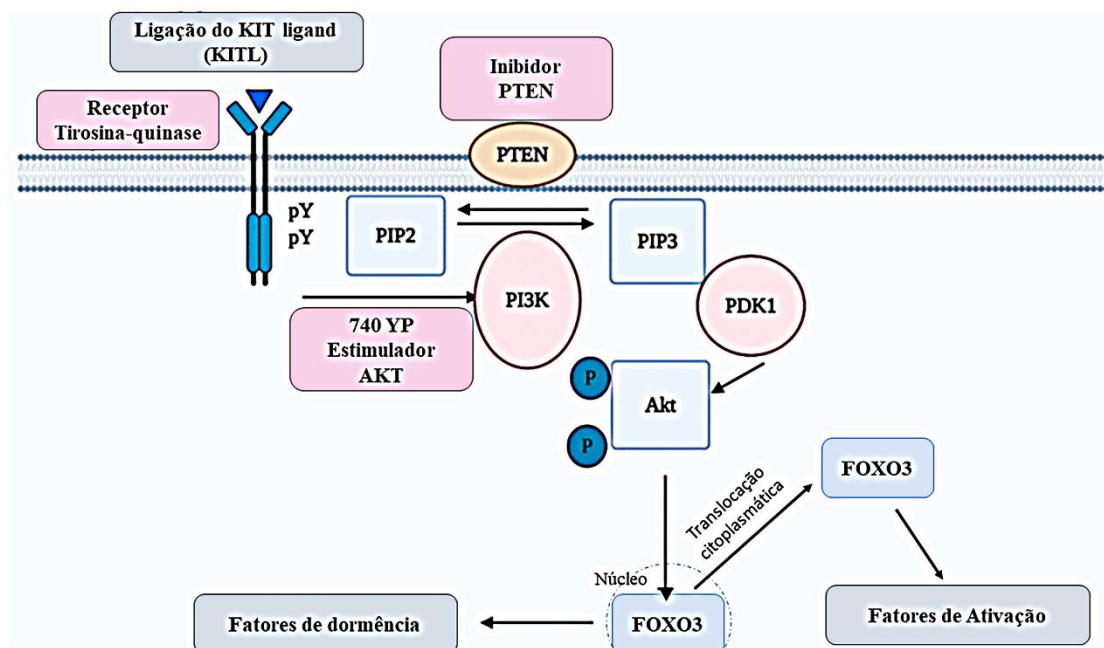 Ligação do KIT ligand
(KITL)
Inibidor
PTEN
Receptor
Tirosina-quinase
PTEN
pY
pY
PIP2
PIP3
PI3K
PDK1
740 YP
Estimulador
AKT
P
Akt
P
FOXO3
Translocação
citoplasmática
Núcleo
Fatores de dormência
FOXO3
Fatores de Ativação